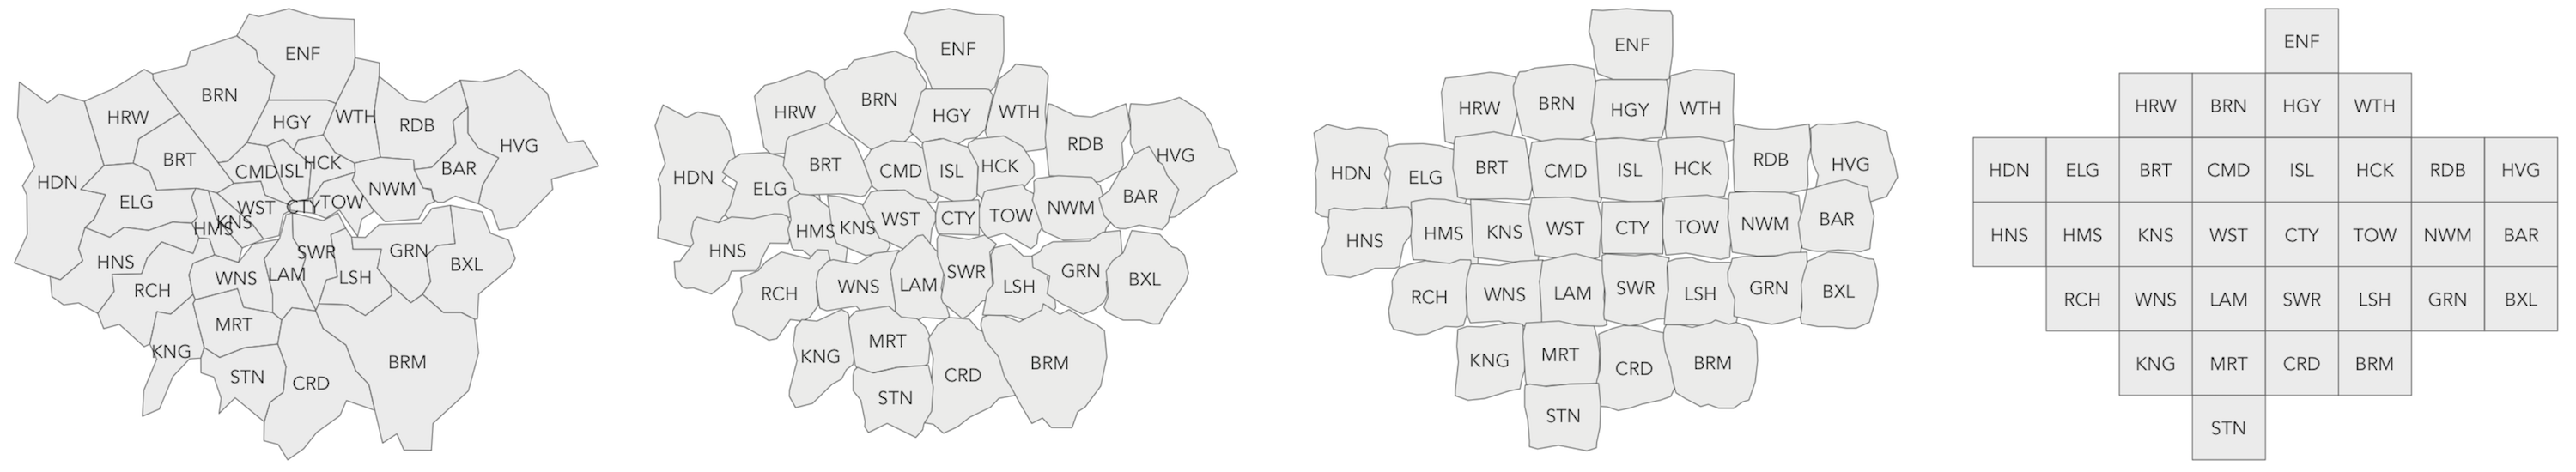 ENF
BRN
HRW
HGY
WTH
RDB
HVG
BRT
CMD
ISL
HCK
BAR
HDN
ELG
NWM
WST
CTY
TOW
HMS
KNS
HNS
SWR
GRN
BXL
RCH
WNS
LAM
LSH
MRT
KNG
STN
CRD
BRM
ENF
HRW
BRN
HGY
WTH
RDB
HVG
HDN
ELG
BRT
CMD
ISL
HCK
BAR
HNS
HMS
KNS
WST
CTY
TOW
NWM
RCH
WNS
LAM
SWR
LSH
GRN
BXL
KNG
MRT
CRD
BRM
STN
ENF
HRW
BRN
HGY
WTH
HDN
ELG
BRT
CMD
ISL
HCK
RDB
HVG
HNS
HMS
KNS
WST
CTY
TOW
NWM
BAR
RCH
WNS
LAM
SWR
LSH
GRN
BXL
KNG
MRT
CRD
BRM
STN
ENF
HRW BRN HGY WTH
HDN ELG BRT CMD ISL HCK RDB HVG
HNS HMS KNS WST CTY TOW NWM BAR
RCH WNS LAM SWR LSH GRN BXL
KNG MRT CRD BRM
STN